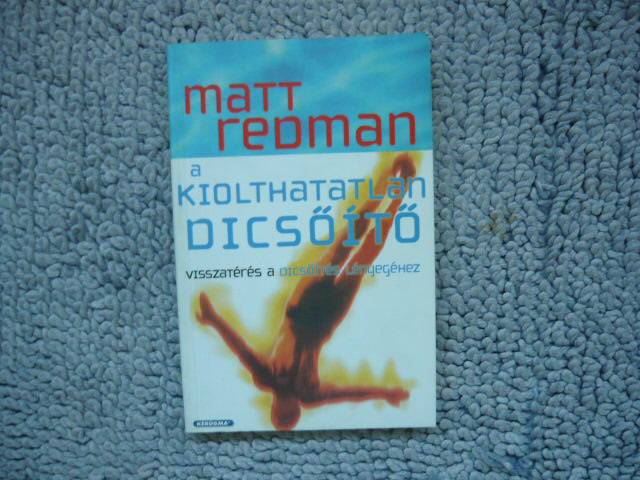 matt
redman
a
KIOLTHATATLAN
DICSŐÍTŐ
VISSZATÉRÉS A DICSŐÍTÉS LÉNYEGÉHEZ
KERÜGMA